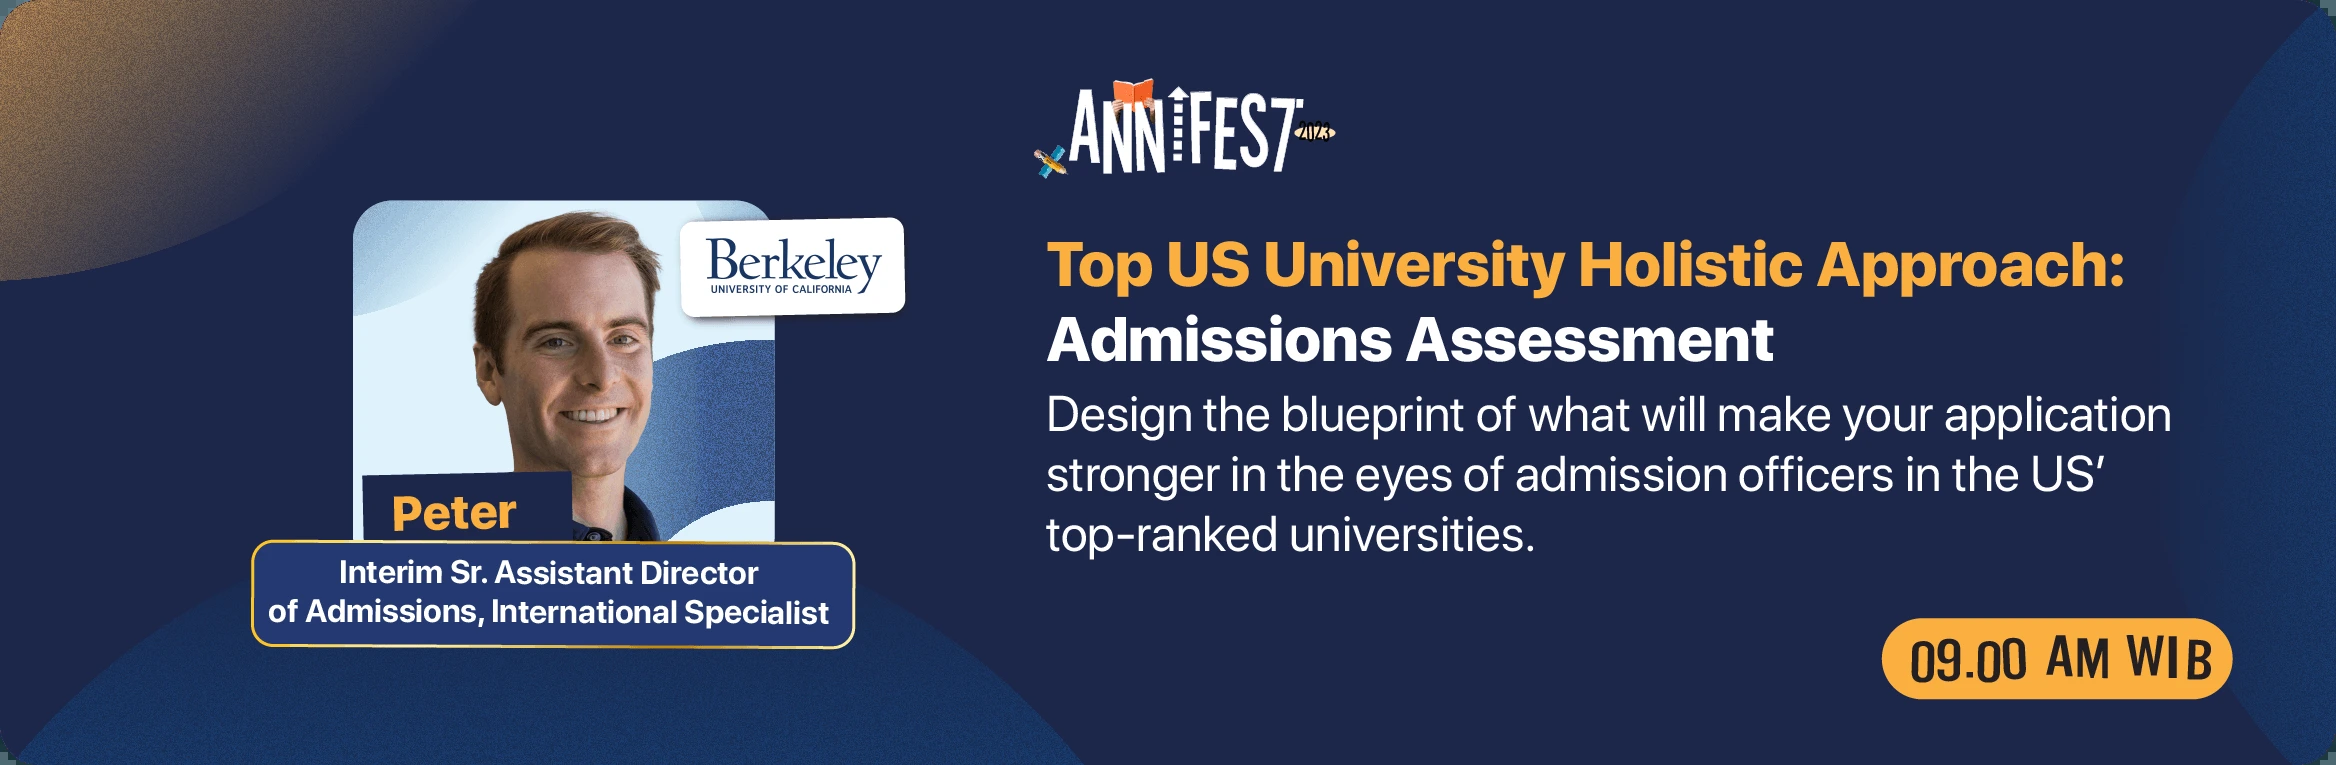 ANNIFEST
2023
Berkeley
UNIVERSITY OF CALIFORNIA
Peter
Interim Sr. Assistant Director
of Admissions, International Specialist
Top US University Holistic Approach:
Admissions Assessment
Design the blueprint of what will make your application
stronger in the eyes of admission officers in the US’
top-ranked universities.
09.00 AM WIB